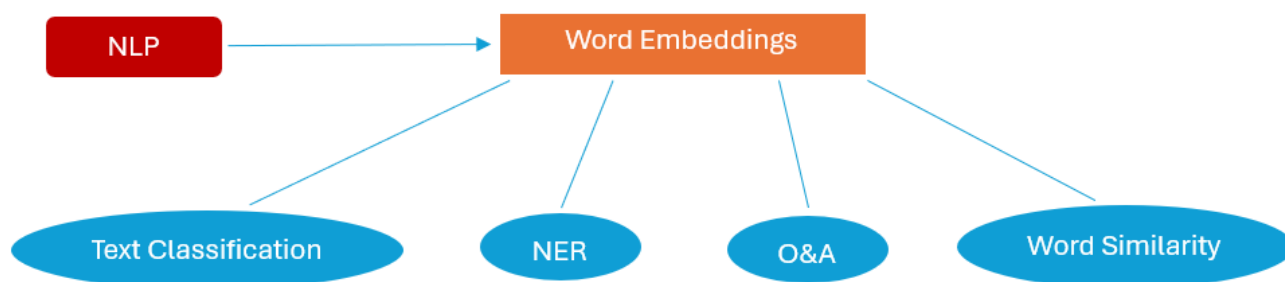 NLP
Word Embeddings
Text Classification
NER
O&A
Word Similarity